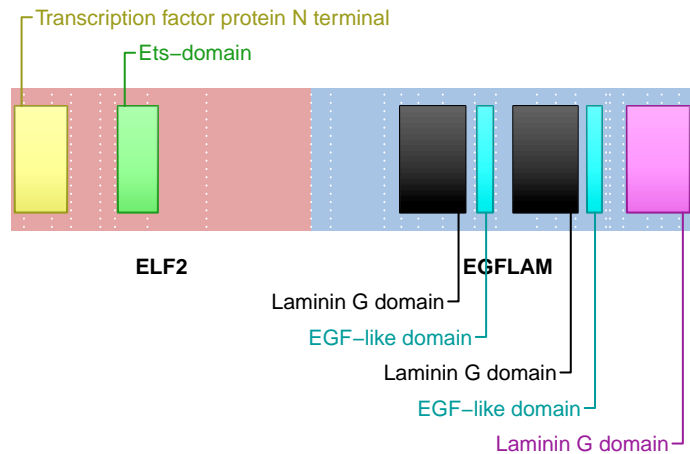 Transcription factor protein N terminal
Ets−domain
ELF2
EGFLAM
Laminin G domain
EGF−like domain
Laminin G domain
EGF−like domain
Laminin G domain